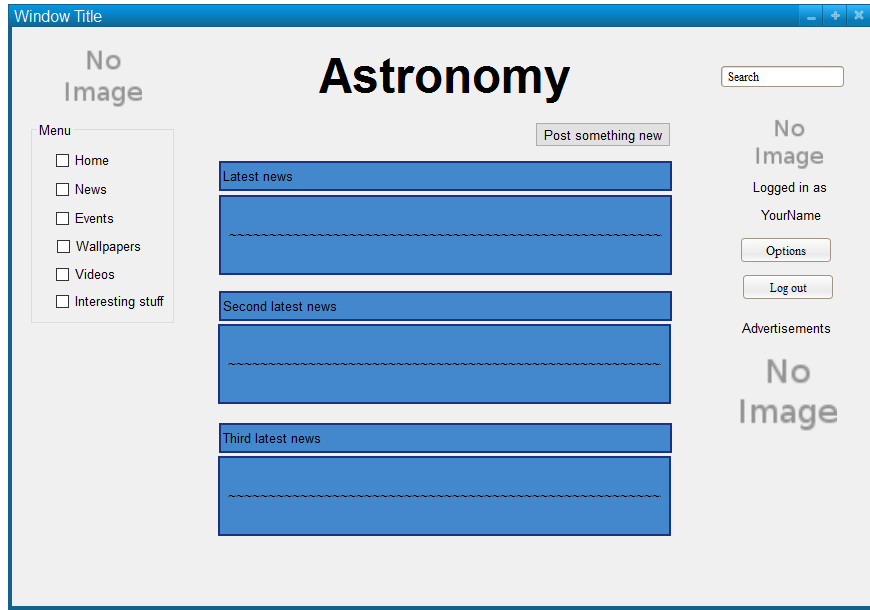 Window Title
No
Image
Astronomy
Search
Menu
Home
News
Events
Wallpapers
Videos
Interesting stuff
Post something new
Latest news
~~~~~~~~~~~~~~~~~~~~~~~~~~~~~~~~~~~~~~~~~~~~~~~~~~~~~~
Second latest news
~~~~~~~~~~~~~~~~~~~~~~~~~~~~~~~~~~~~~~~~~~~~~~~~~~~~~~
Third latest news
~~~~~~~~~~~~~~~~~~~~~~~~~~~~~~~~~~~~~~~~~~~~~~~~~~~~~~
No
Image
Logged in as
YourName
Options
Log out
Advertisements
No
Image